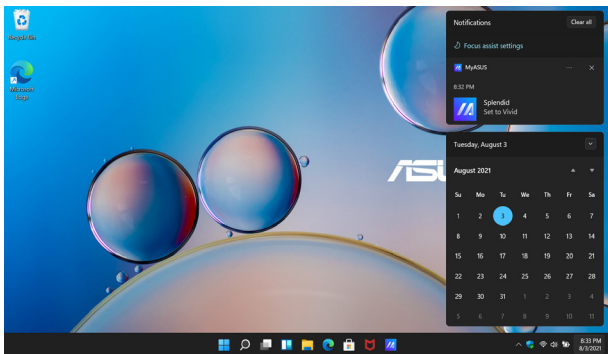 Recycle Bin
Microsoft
Edge
ASU
Notifications
Clear all
Focus assist settings
MyASUS
8:32 PM
Splendid
Set to Vivid
Tuesday, August 3
August 2021
Su Mo Tu We Th Fr Sa
1 2 3 4 5 6 7
8 9 10 11 12 13 14
15 16 17 18 19 20 21
22 23 24 25 26 27 28
29 30 31 1 2 3 4
5 6 7 8 9 10 11
8:33 PM
8/3/2021